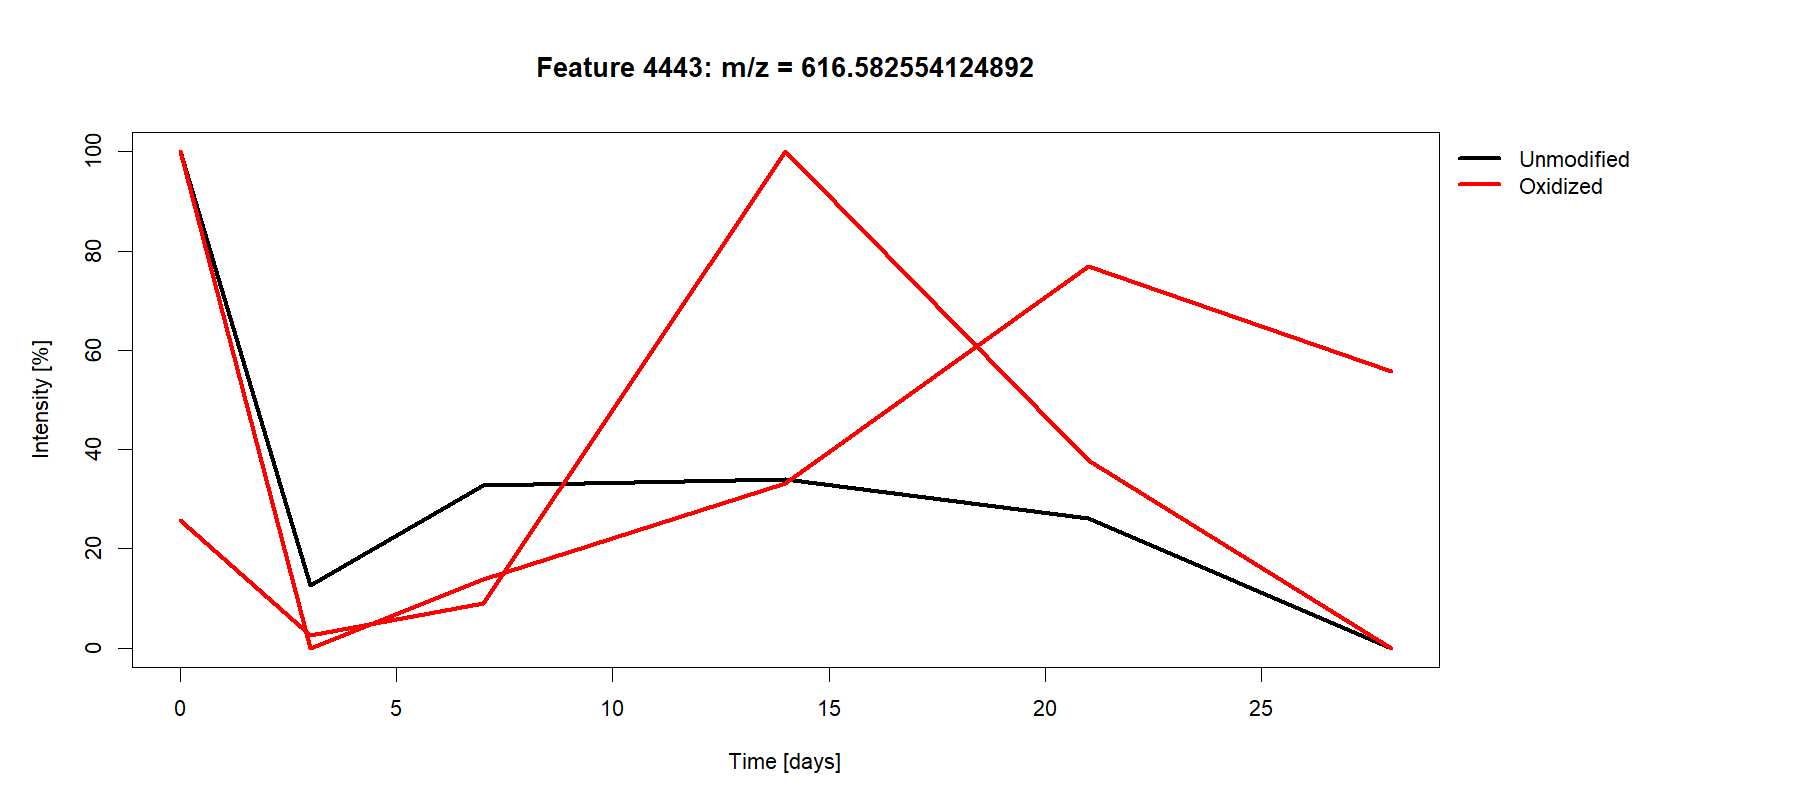 Feature 4443: m/z = 616.582554124892
Unmodified
Oxidized
Intensity [%]
100
80
60
40
20
0
0 5 10 15 20 25
Time [days]